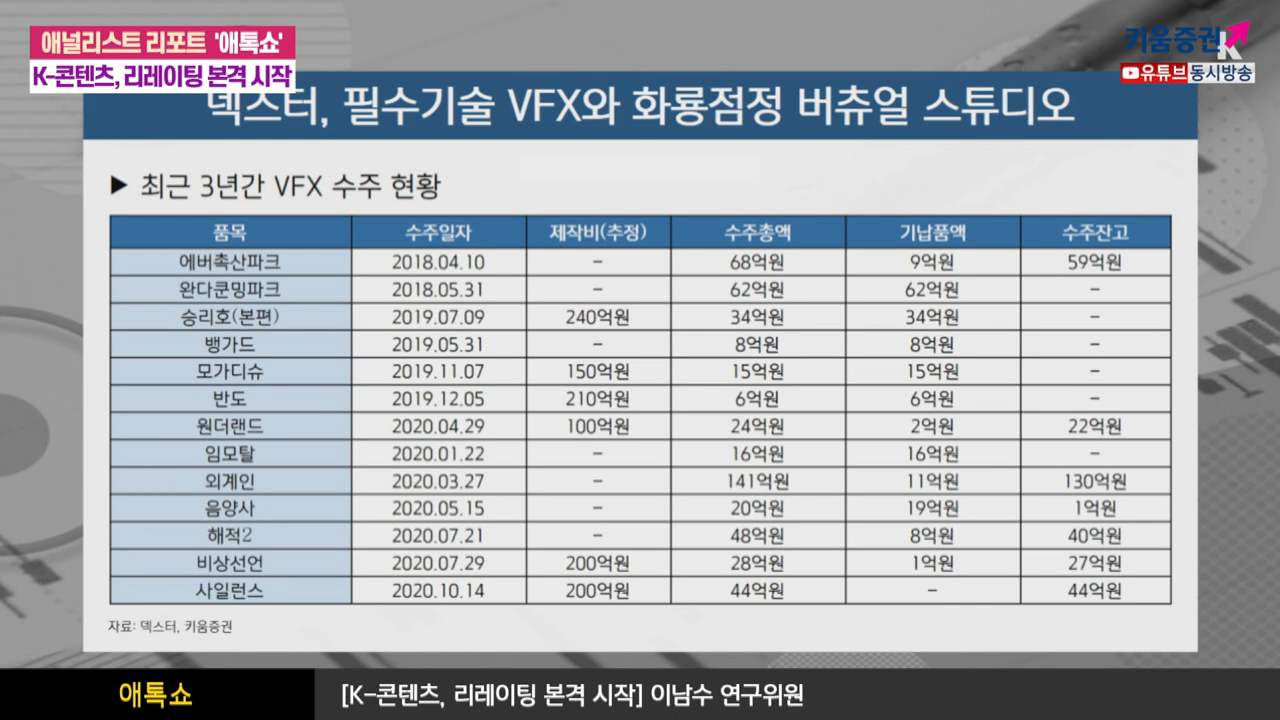 애널리스트 리포트 '애톡쇼'
K-콘텐츠, 리레이팅 본격 시작
키움증권
유튜브동시방송
덱스터, 필수기술 VFX와 화룡점정 버츄얼 스튜디오
▶ 최근 3년간 VFX 수주 현황
품목 수주일자 제작비(추정) 수주총액 기납품액 수주잔고
에버촉산파크 2018.04.10 – 68억원 9억원 59억원
완다쿤밍파크 2018.05.31 – 62억원 62억원 –
승리호(본편) 2019.07.09 240억원 34억원 34억원 –
뱅가드 2019.05.31 – 8억원 8억원 –
모가디슈 2019.11.07 150억원 15억원 15억원 –
반도 2019.12.05 210억원 6억원 6억원 –
원더랜드 2020.04.29 100억원 24억원 2억원 22억원
임모탈 2020.01.22 – 16억원 16억원 –
외계인 2020.03.27 – 141억원 11억원 130억원
음양사 2020.05.15 – 20억원 19억원 1억원
해적2 2020.07.21 – 48억원 8억원 40억원
비상선언 2020.07.29 200억원 28억원 1억원 27억원
사일런스 2020.10.14 200억원 44억원 – 44억원
자료: 덱스터, 키움증권
애톡쇼
[K-콘텐츠, 리레이팅 본격 시작] 이남수 연구위원